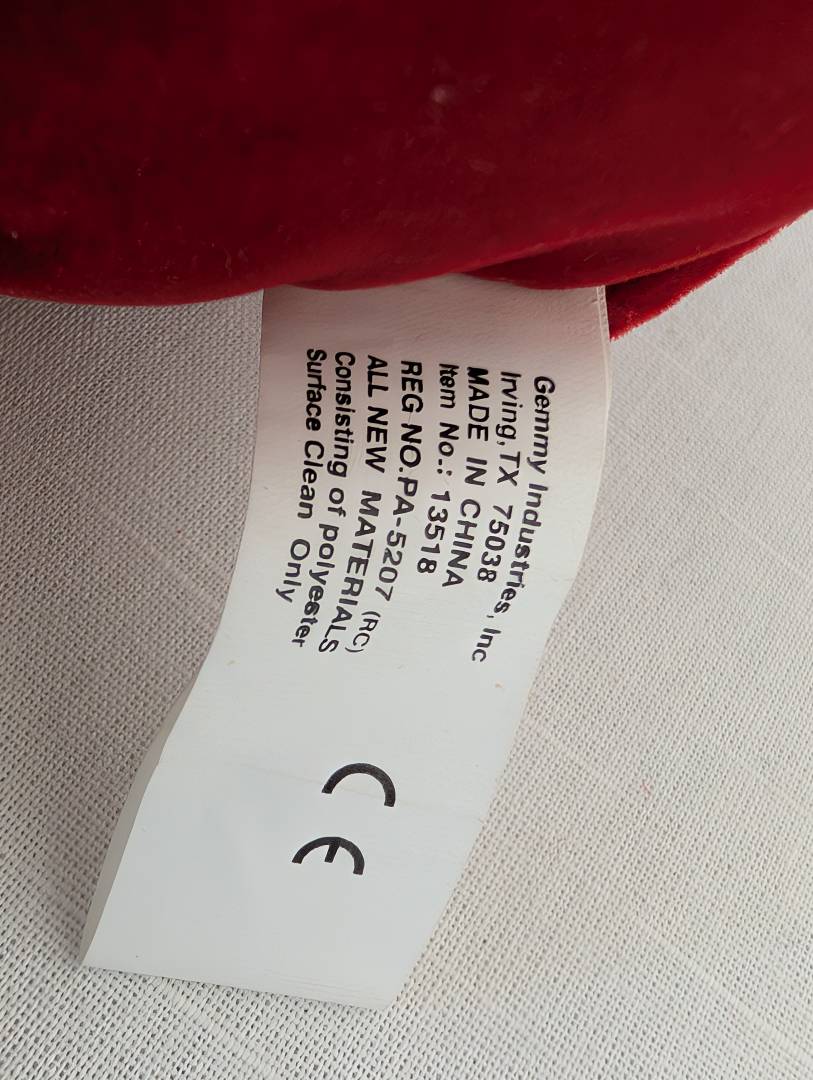 Gemmy Industries, Inc
Irving, TX 75038
MADE IN CHINA
Item No.: 13518
REG NO.PA-5207 (RC)
ALL NEW MATERIALS
Consisting of polyester
Surface Clean Only
CE